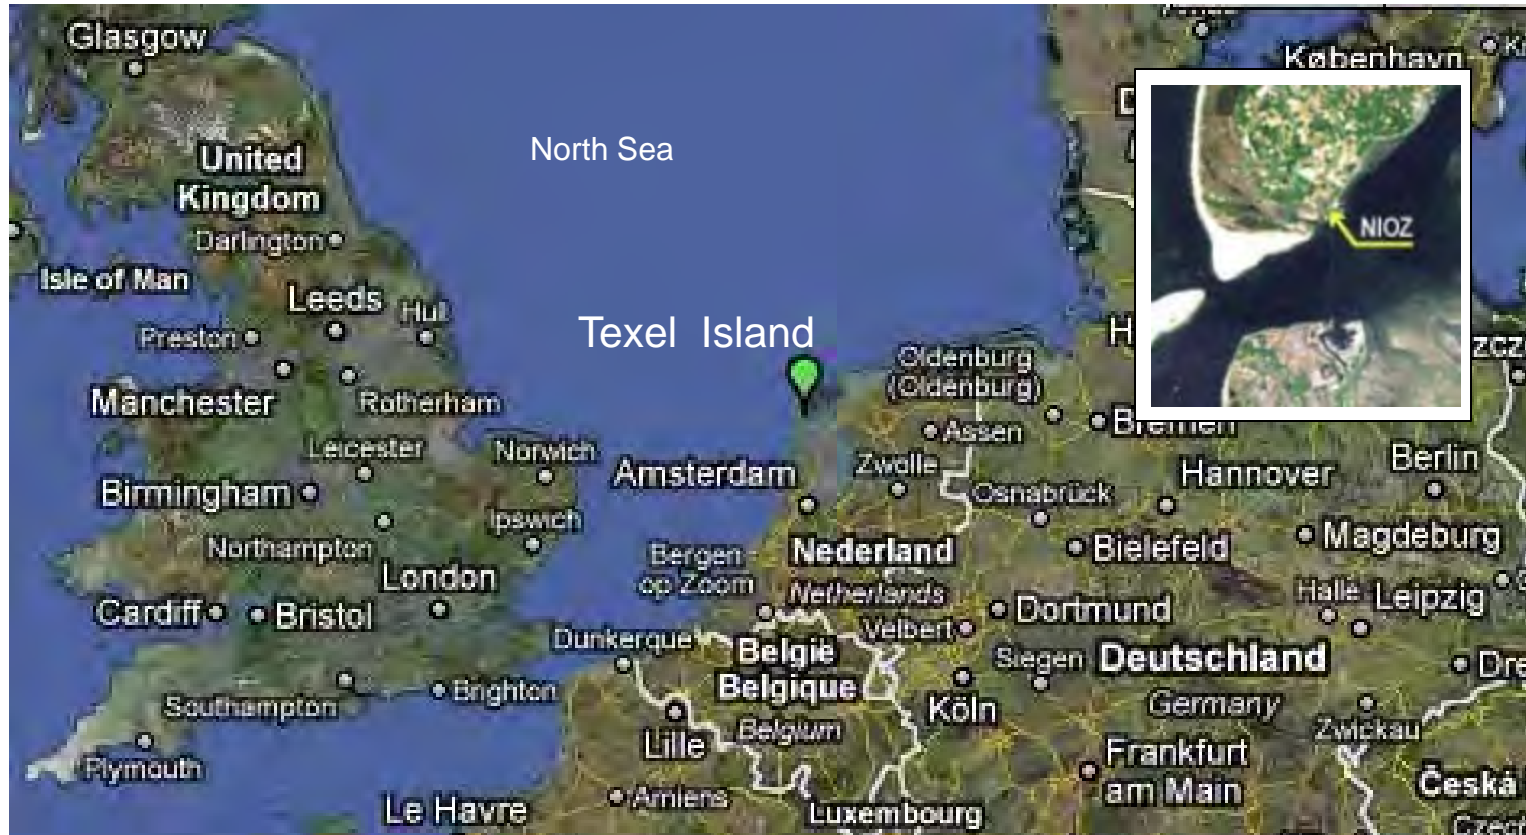 Glasgow
København
United
Kingdom
North Sea
Darlington
NIOZ
Isle of Man
Leeds
Hull
Texel Island
Preston
Oldenburg
(Oldenburg)
Manchester
Rotherham
Assen
Bremen
Leicester
Norwich
Amsterdam
Zwolle
Hannover
Berlin
Birmingham
Osnabrück
Ipswich
Northampton
Bergen
op Zoom
Nederland
Netherlands
Bielefeld
Magdeburg
London
Halle
Leipzig
Cardiff
Bristol
Dortmund
Dunkerque
Velbert
België
Belgique
Belgium
Siegen
Deutschland
Germany
Dre
Southampton
Brighton
Köln
Lille
Zwickau
Plymouth
Frankfurt
am Main
Česká
Le Havre
Amiens
Luxembourg